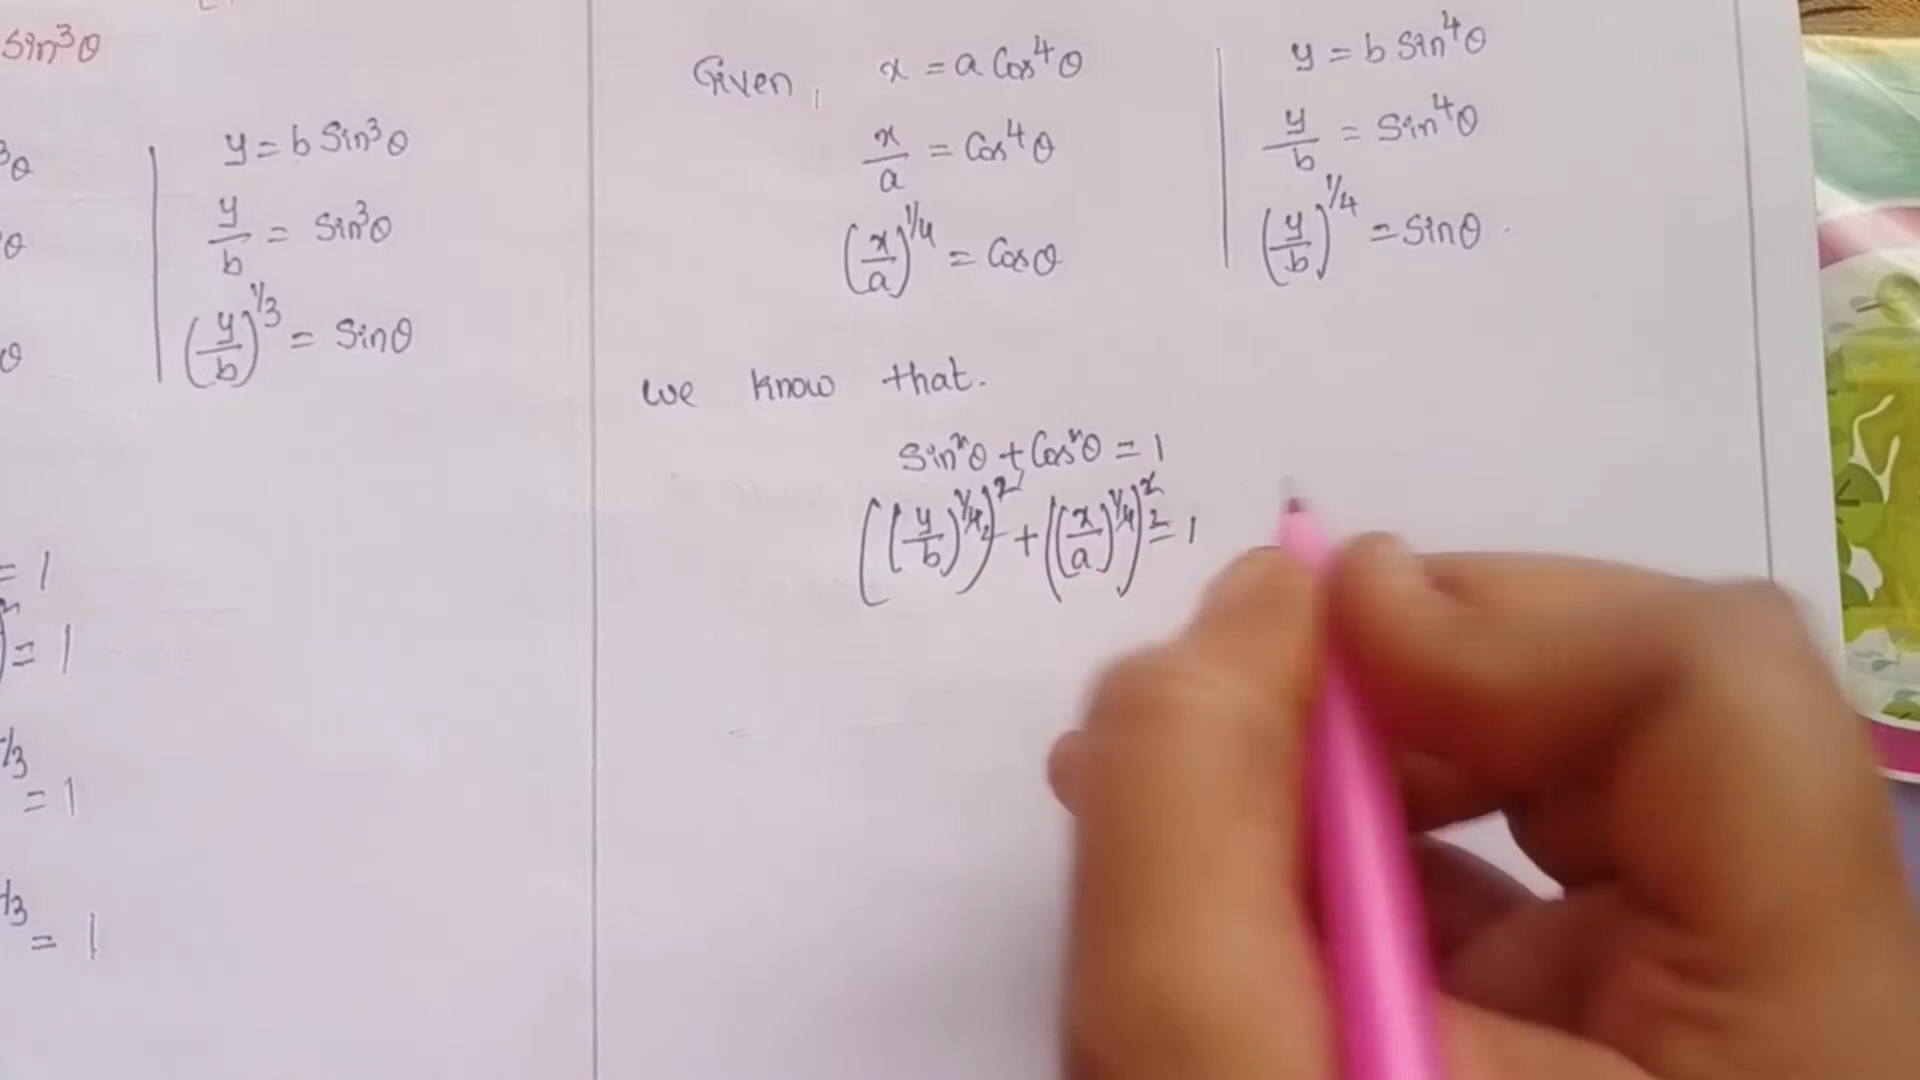 sin³θ
³θ
θ
θ
y = b Sin³θ
y/b = Sin³θ
(y/b)^1/3 = Sinθ
= 1
= 1
= 1
= 1
Given, x = a Cos⁴θ
x/a = Cos⁴θ
(x/a)^1/4 = Cosθ
y = b Sin⁴θ
y/b = Sin⁴θ
(y/b)^1/4 = Sinθ.
we know that.
Sin²θ + Cos²θ = 1
((y/b)^1/4)² + ((x/a)^1/4)² = 1